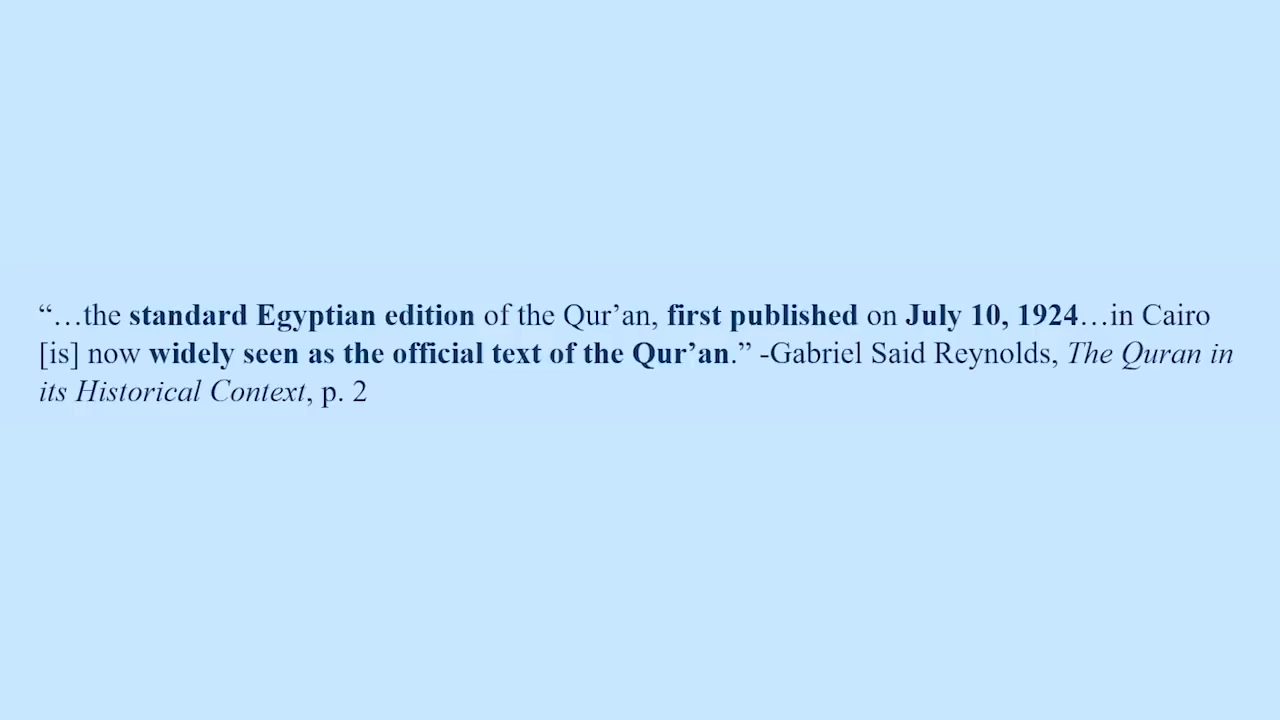 “…the standard Egyptian edition of the Qur’an, first published on July 10, 1924…in Cairo
[is] now widely seen as the official text of the Qur’an.” -Gabriel Said Reynolds, The Quran in
its Historical Context, p. 2